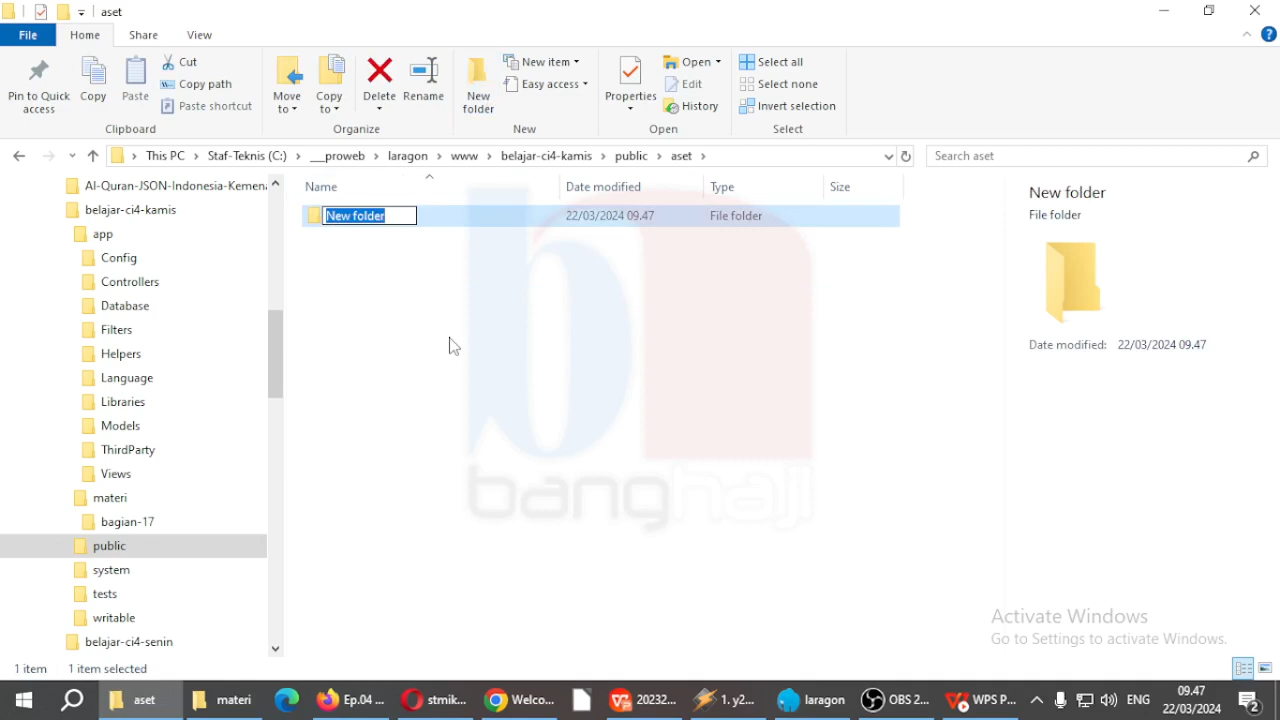 aset
File
Home
Share
View
Pin to Quick
access
Copy
Paste
Cut
Copy path
Paste shortcut
Clipboard
Move
to
Copy
to
Delete
Rename
Organize
New
folder
New item
Easy access
New
Properties
Open
Edit
History
Open
Select all
Select none
Invert selection
Select
This PC
Staf-Teknis (C:)
__proweb
laragon
www
belajar-ci4-kamis
public
aset
Search aset
Al-Quran-JSON-Indonesia-Kemena
belajar-ci4-kamis
app
Config
Controllers
Database
Filters
Helpers
Language
Libraries
Models
ThirdParty
Views
materi
bagian-17
public
system
tests
writable
belajar-ci4-senin
Name
Date modified
Type
Size
New folder
22/03/2024 09.47
File folder
banghaji
New folder
File folder
Date modified: 22/03/2024 09.47
Activate Windows
Go to Settings to activate Windows.
1 item
1 item selected
aset
materi
Ep.04 ...
stmik...
Welco...
20232...
1. y2...
laragon
OBS 2...
WPS P...
ENG
09.47
22/03/2024
2